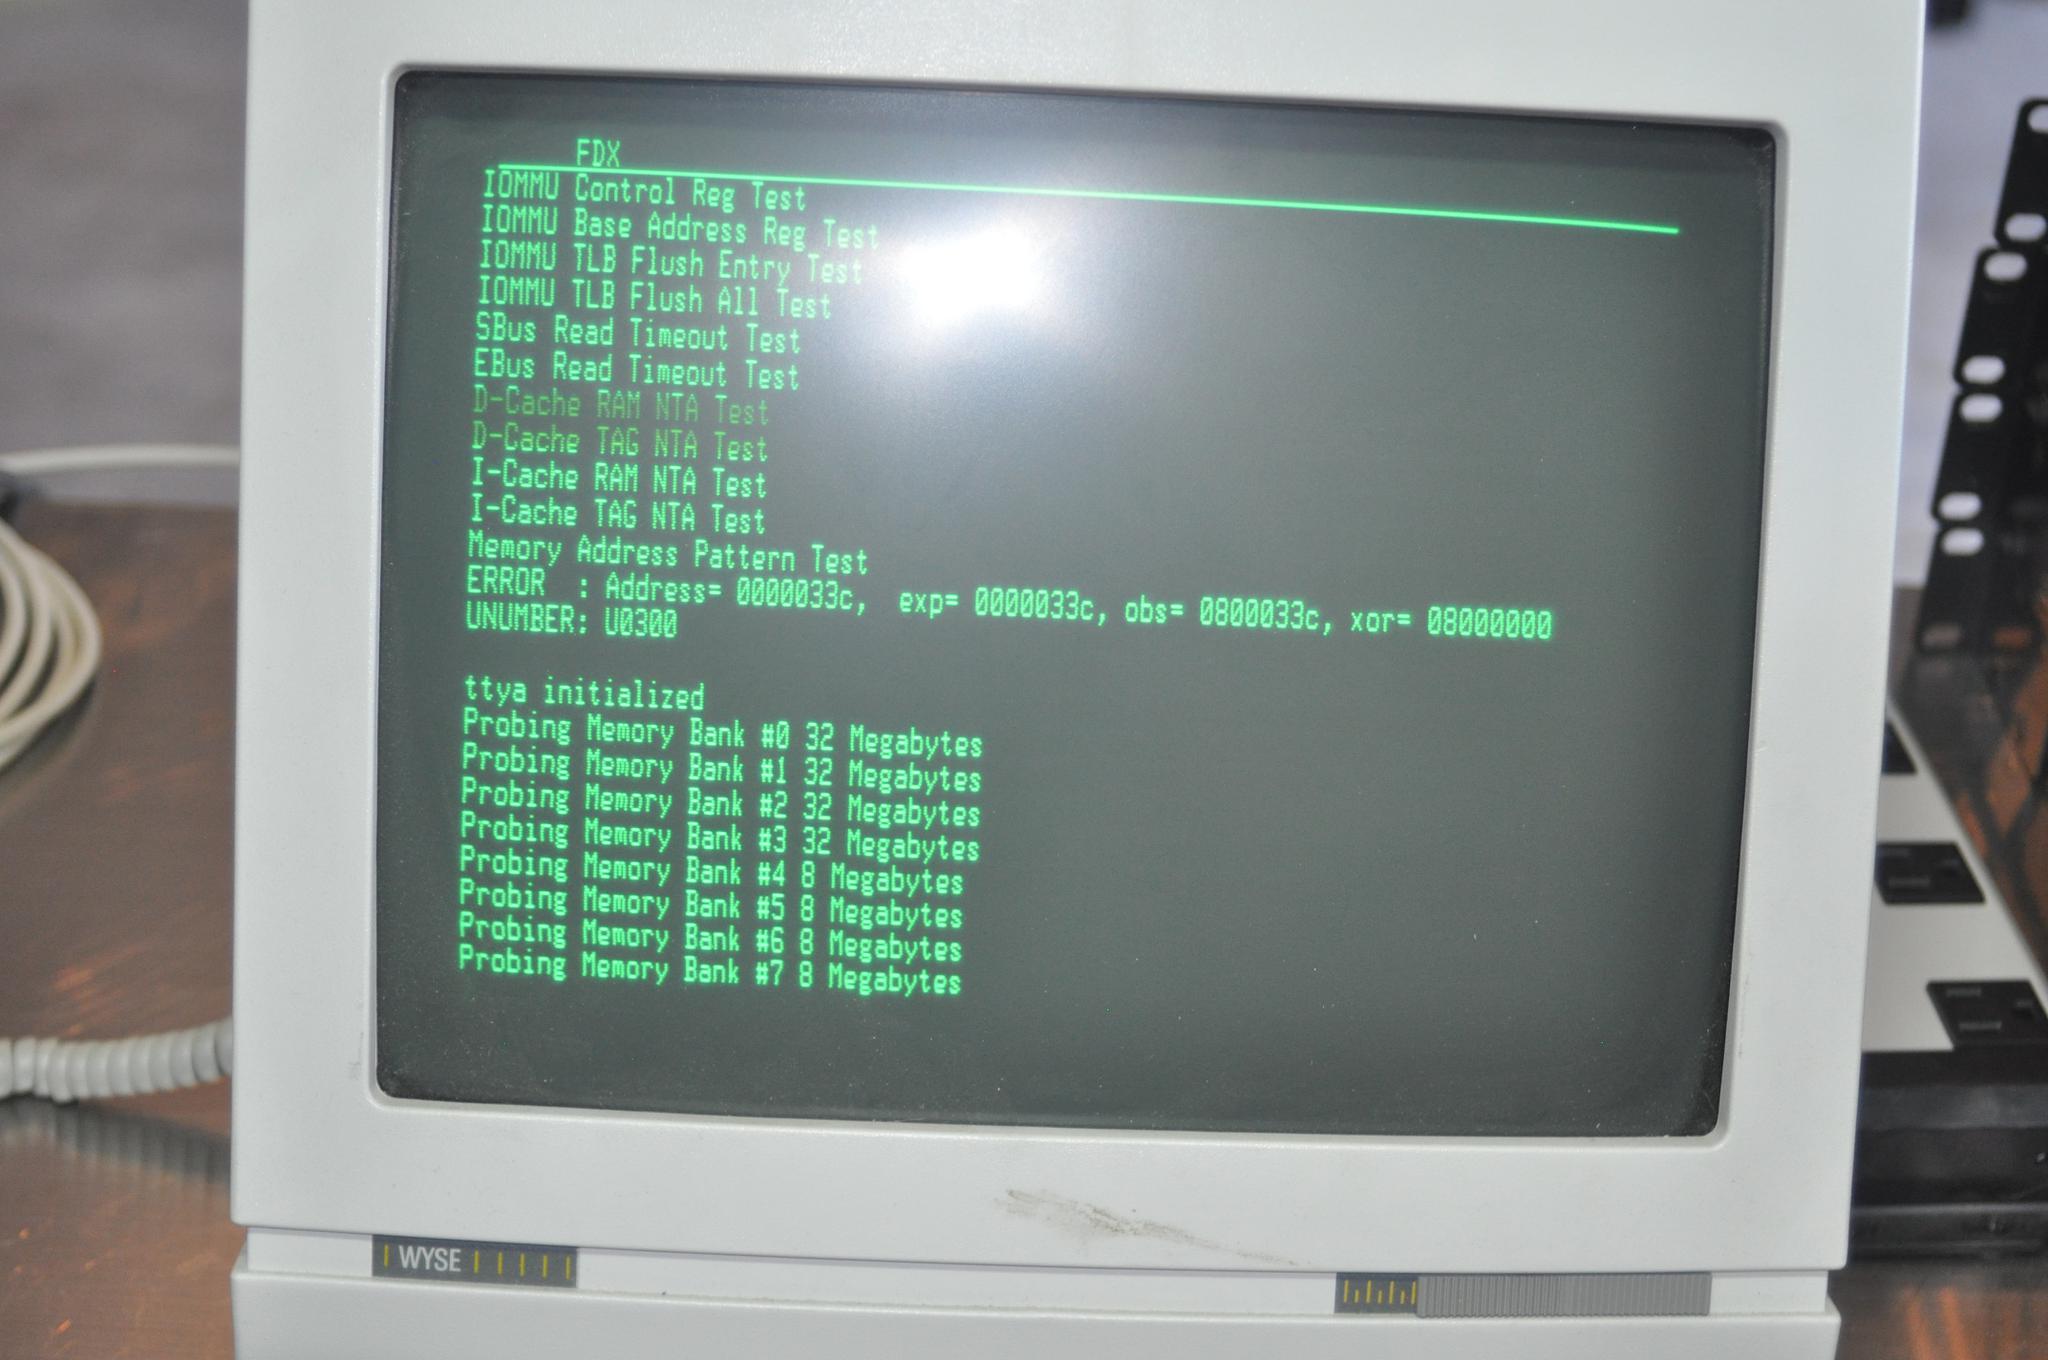 FDX
IOMMU Control Reg Test
IOMMU Base Address Reg Test
IOMMU TLB Flush Entry Test
IOMMU TLB Flush All Test
SBus Read Timeout Test
EBus Read Timeout Test
D-Cache RAM NTA Test
D-Cache TAG NTA Test
I-Cache RAM NTA Test
I-Cache TAG NTA Test
Memory Address Pattern Test
ERROR  : Address= 0000033c,  exp= 0000033c, obs= 0800033c, xor= 08000000
UNUMBER: U0300
ttya initialized
Probing Memory Bank #0 32 Megabytes
Probing Memory Bank #1 32 Megabytes
Probing Memory Bank #2 32 Megabytes
Probing Memory Bank #3 32 Megabytes
Probing Memory Bank #4 8 Megabytes
Probing Memory Bank #5 8 Megabytes
Probing Memory Bank #6 8 Megabytes
Probing Memory Bank #7 8 Megabytes
WYSE